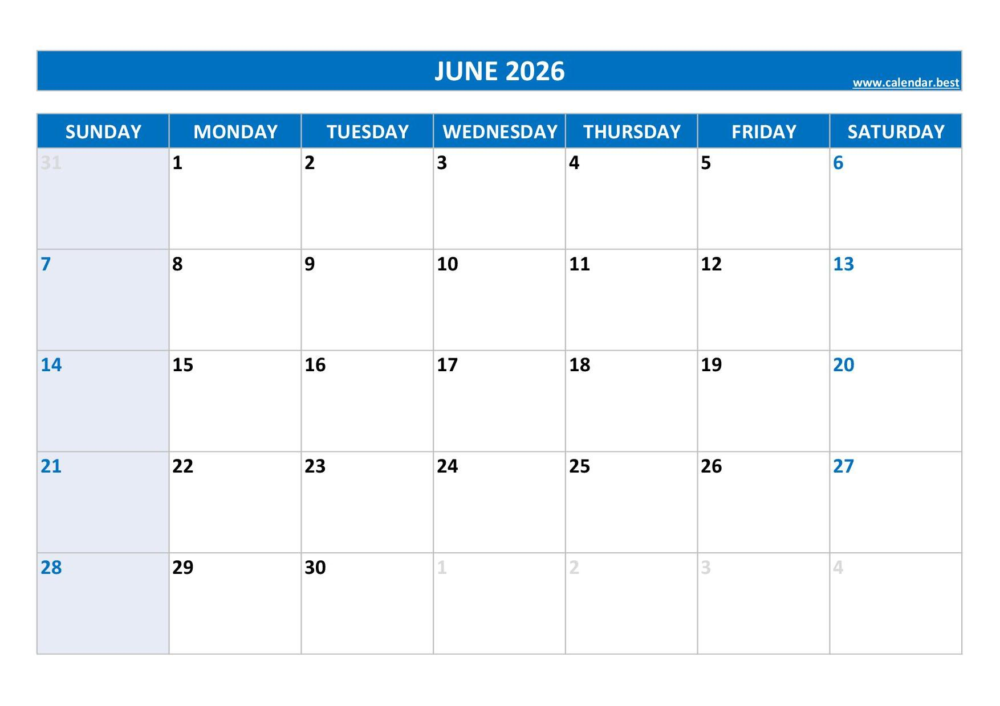 JUNE 2026
www.calendar.best
SUNDAY MONDAY TUESDAY WEDNESDAY THURSDAY FRIDAY SATURDAY
31 1 2 3 4 5 6
7 8 9 10 11 12 13
14 15 16 17 18 19 20
21 22 23 24 25 26 27
28 29 30 1 2 3 4